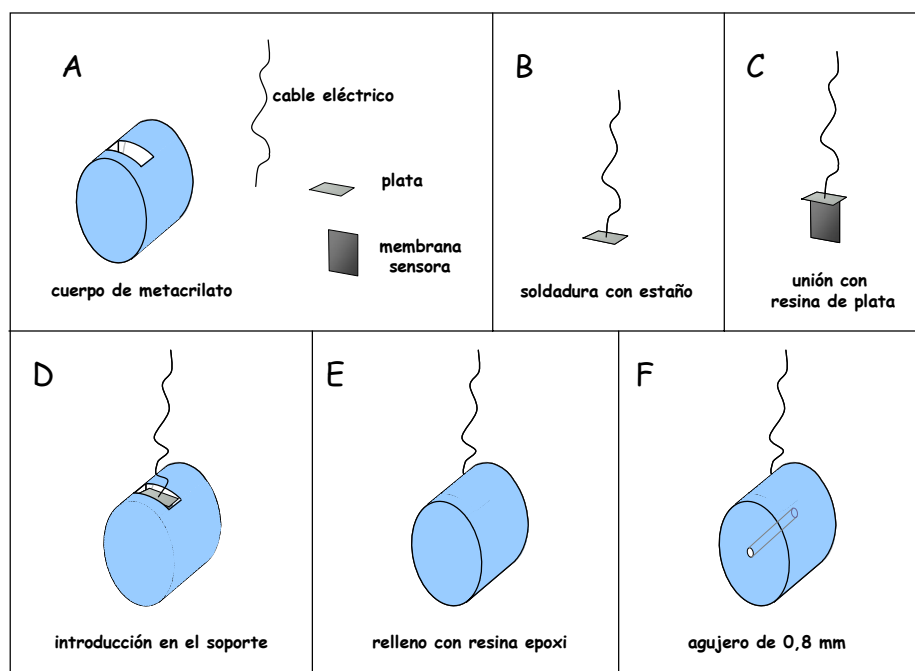 A
cable eléctrico
plata
membrana
sensora
cuerpo de metacrilato
B
soldadura con estaño
C
unión con
resina de plata
D
introducción en el soporte
E
relleno con resina epoxi
F
agujero de 0,8 mm